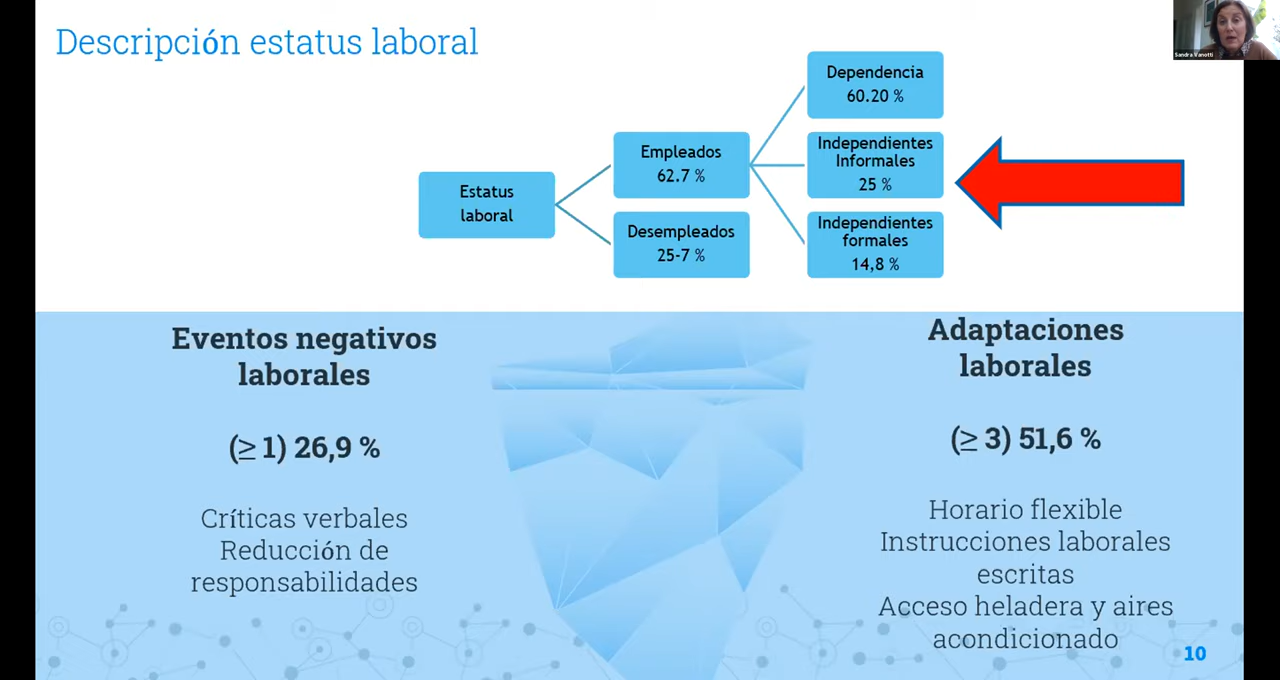 Descripción estatus laboral
Sandra Vanotti
Dependencia
60.20 %
Empleados
62.7 %
Independientes
Informales
25 %
Estatus
laboral
Desempleados
25-7 %
Independientes
formales
14,8 %
Eventos negativos
laborales
(≥ 1) 26,9 %
Críticas verbales
Reducción de
responsabilidades
Adaptaciones
laborales
(≥ 3) 51,6 %
Horario flexible
Instrucciones laborales
escritas
Acceso heladera y aires
acondicionado
10